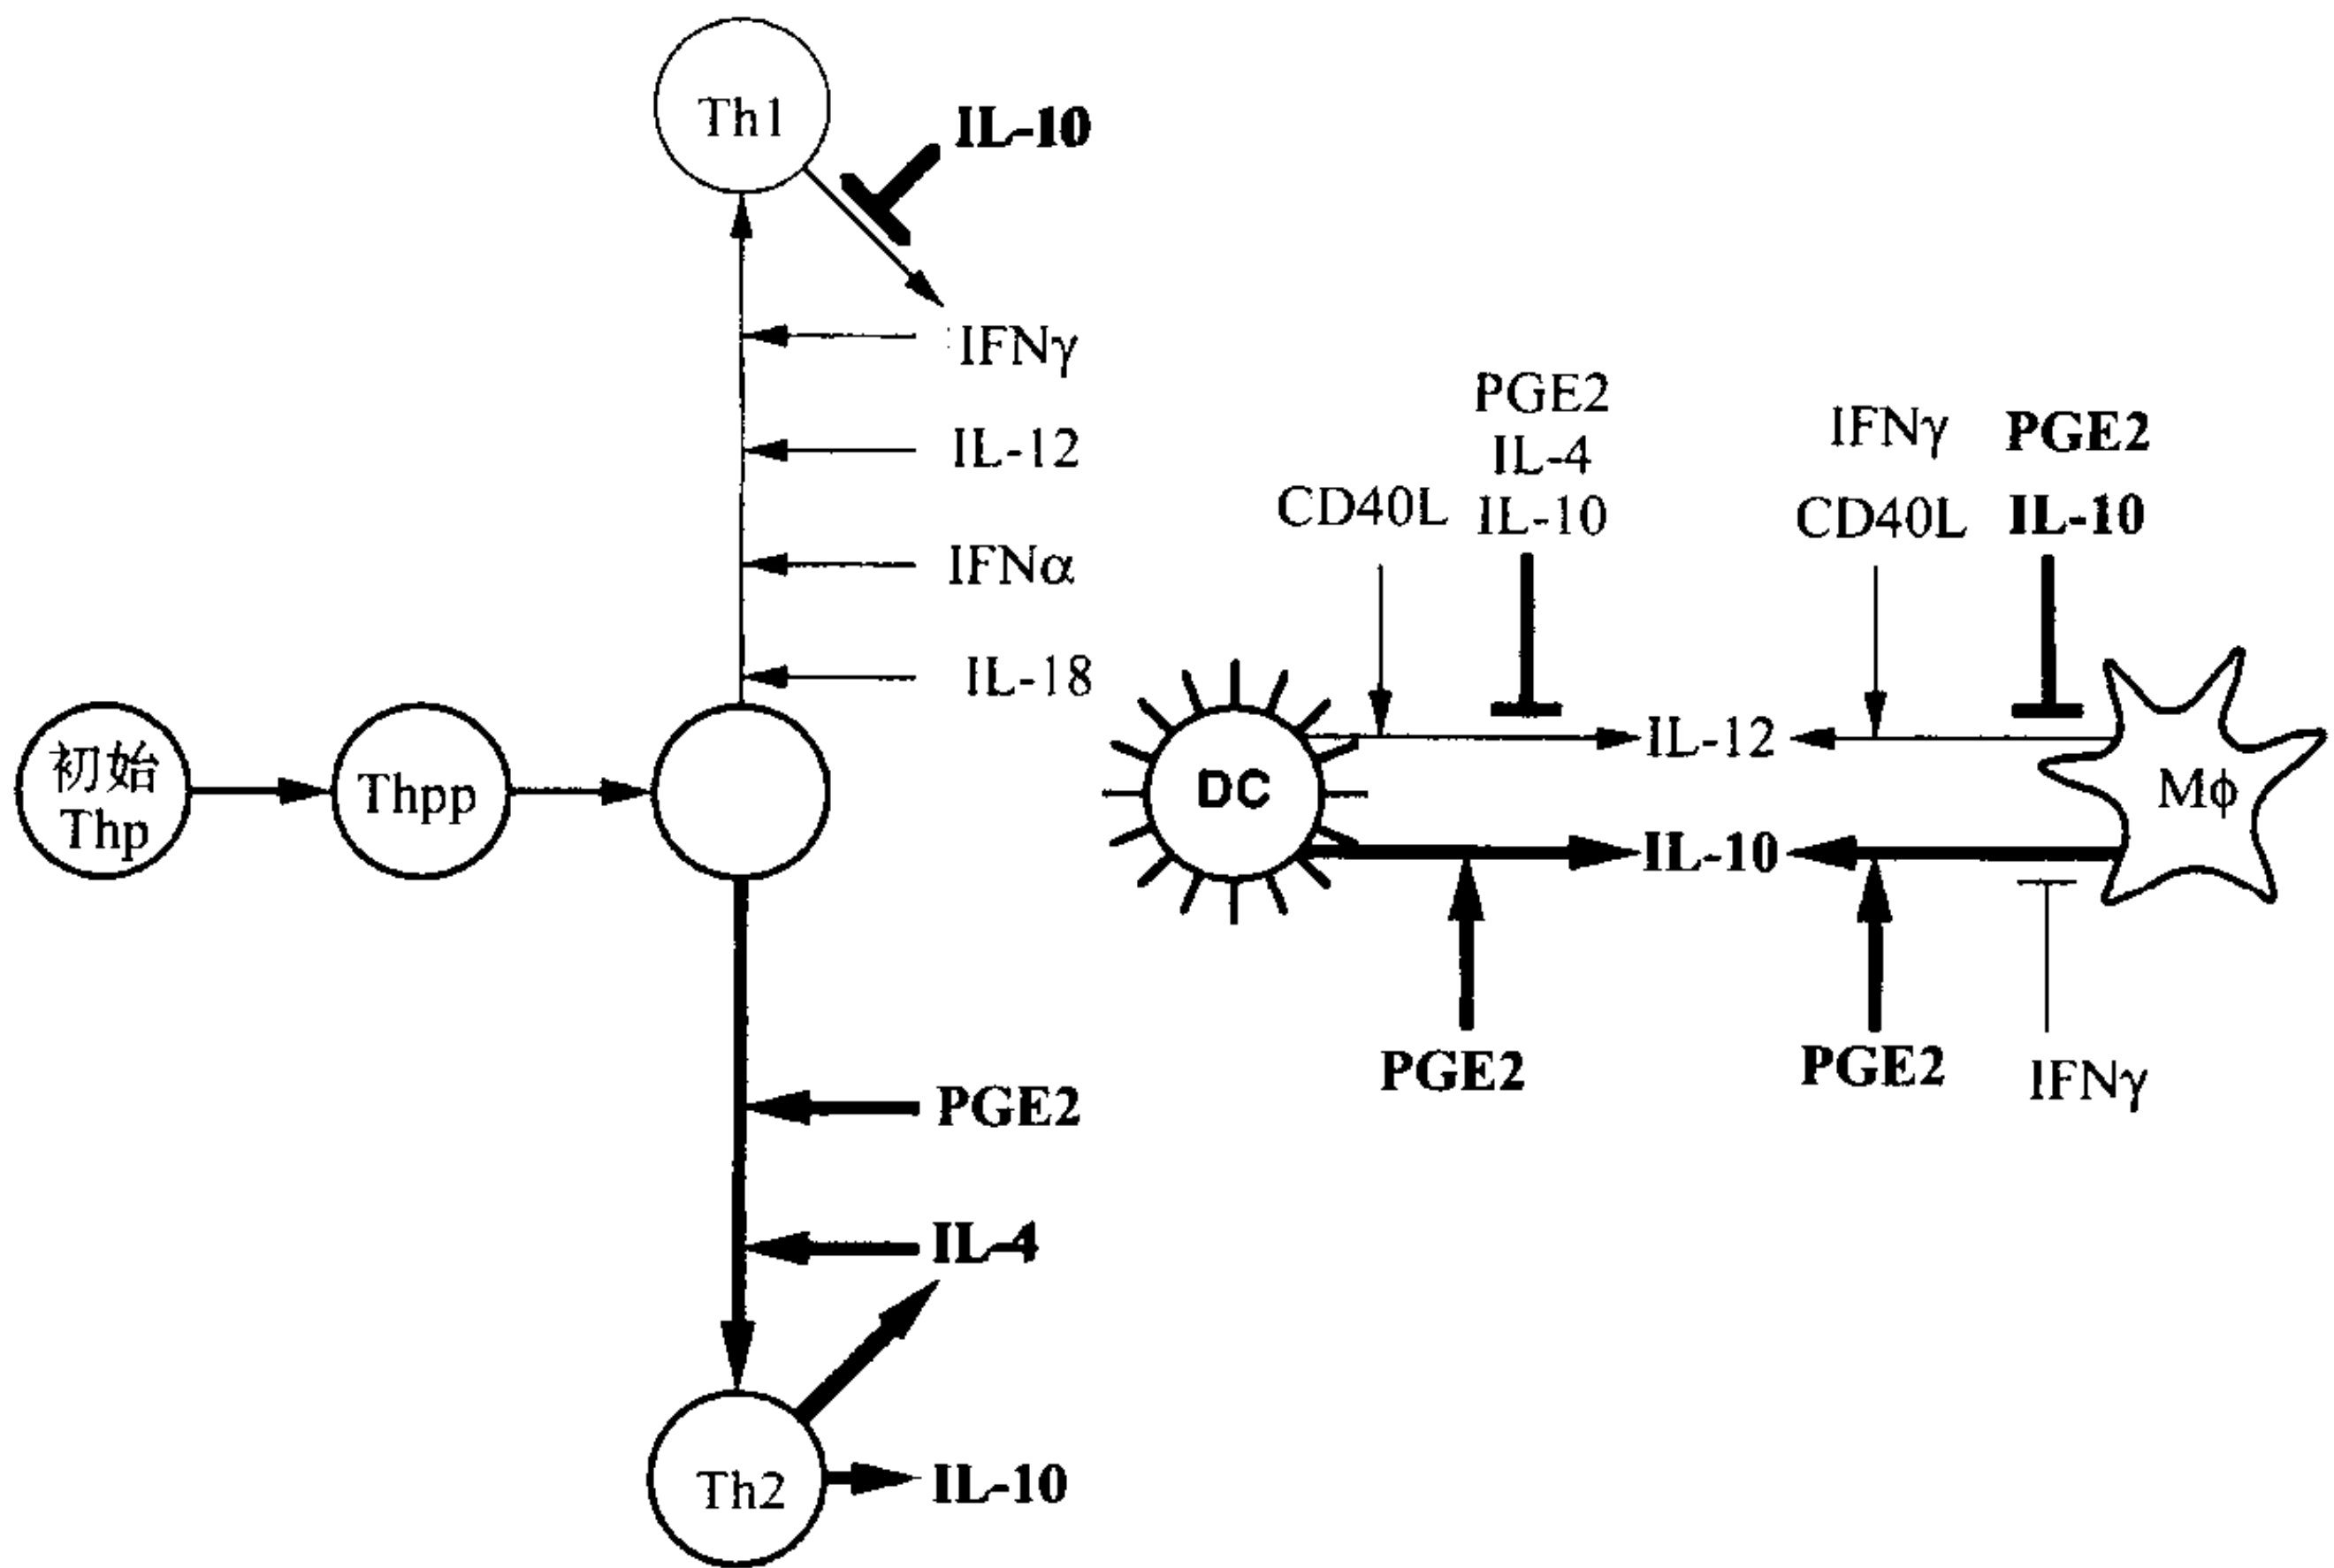 Th1
IL-10
IFNγ
IL-12
IFNα
IL-18
初始
Thp
Thpp
PGE2
IL-4
IL-10
Th2
CD40L
PGE2
IL-4
IL-10
IFNγ
CD40L
PGE2
IL-10
DC
IL-12
IL-10
Mφ
PGE2
PGE2
IFNγ